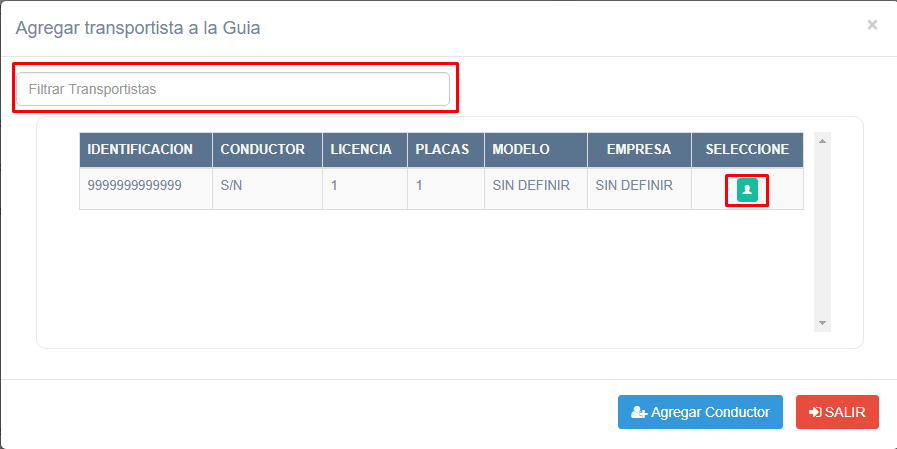 Agregar transportista a la Guia
×
Filtrar Transportistas
IDENTIFICACION CONDUCTOR LICENCIA PLACAS MODELO EMPRESA SELECCIONE
9999999999999 S/N 1 1 SIN DEFINIR SIN DEFINIR
Agregar Conductor SALIR